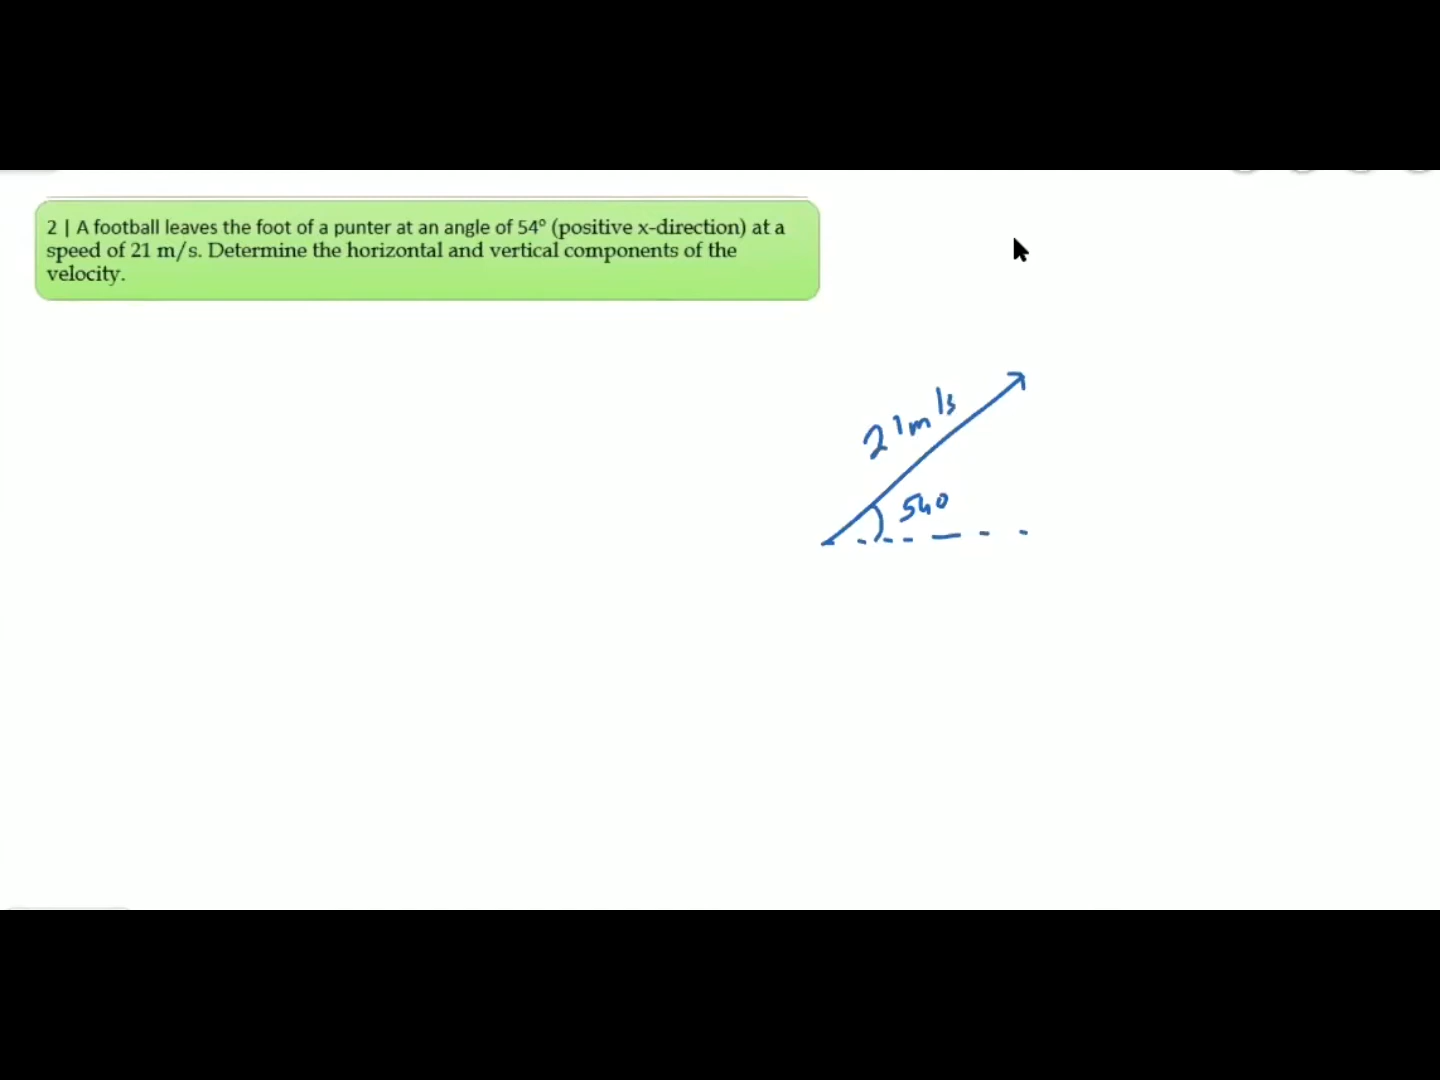 2 | A football leaves the foot of a punter at an angle of 54° (positive x-direction) at a
speed of 21 m/s. Determine the horizontal and vertical components of the
velocity.
21 m/s
54°